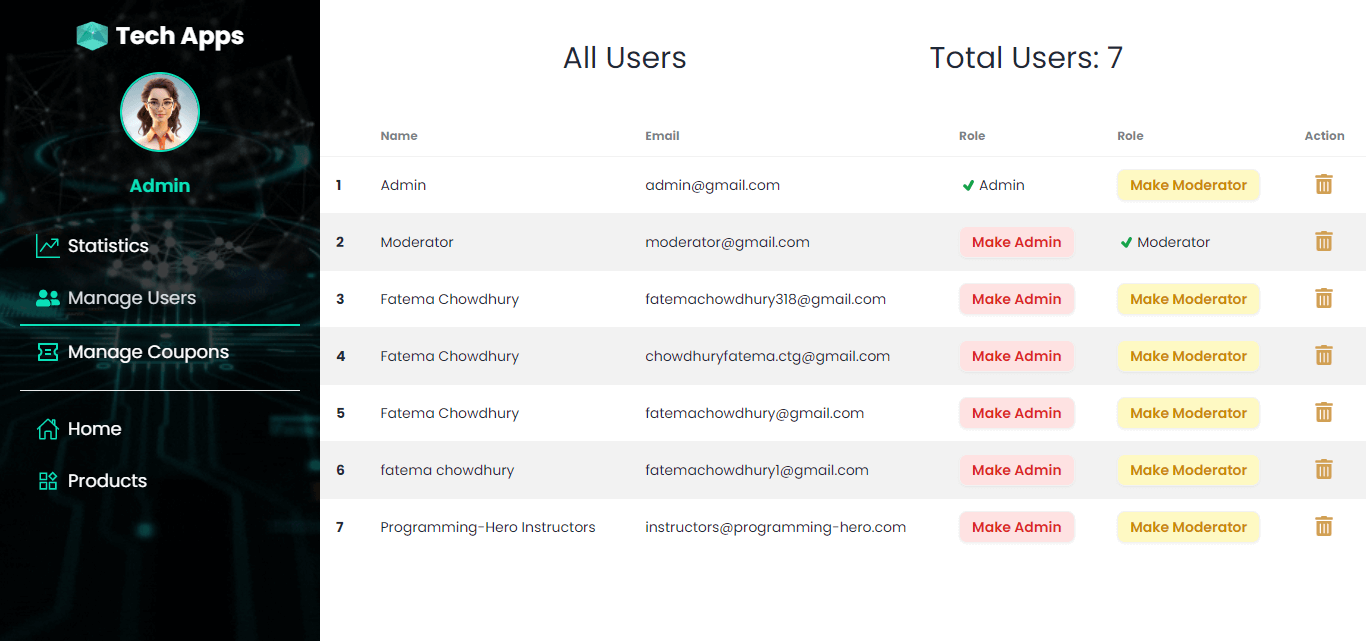 Tech Apps
Admin
Statistics
Manage Users
Manage Coupons
Home
Products
All Users Total Users: 7
Name Email Role Role Action
1 Admin admin@gmail.com Admin Make Moderator
2 Moderator moderator@gmail.com Make Admin Moderator
3 Fatema Chowdhury fatemachowdhury318@gmail.com Make Admin Make Moderator
4 Fatema Chowdhury chowdhuryfatema.ctg@gmail.com Make Admin Make Moderator
5 Fatema Chowdhury fatemachowdhury@gmail.com Make Admin Make Moderator
6 fatema chowdhury fatemachowdhury1@gmail.com Make Admin Make Moderator
7 Programming-Hero Instructors instructors@programming-hero.com Make Admin Make Moderator